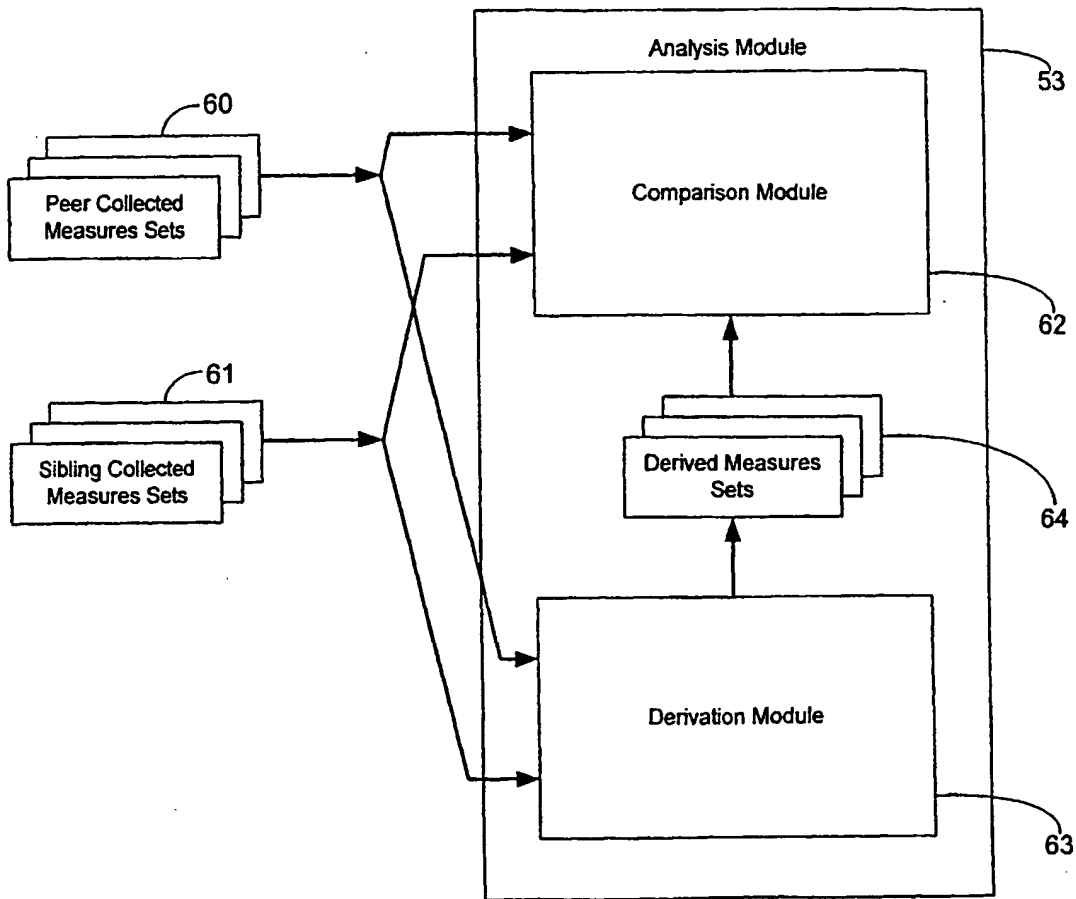 Analysis Module
53
60
Peer Collected
Measures Sets
Comparison Module
62
61
Sibling Collected
Measures Sets
Derived Measures
Sets
64
Derivation Module
63